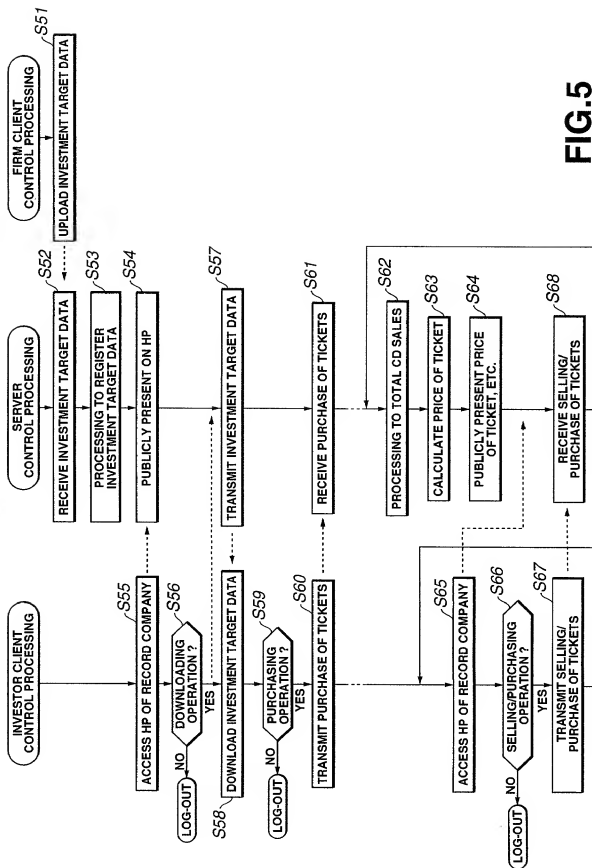 FIRM CLIENT
CONTROL PROCESSING
S51
UPLOAD INVESTMENT TARGET DATA
SERVER
CONTROL PROCESSING
S52
RECEIVE INVESTMENT TARGET DATA
S53
PROCESSING TO REGISTER
INVESTMENT TARGET DATA
S54
PUBLICLY PRESENT ON HP
S57
TRANSMIT INVESTMENT TARGET DATA
S61
RECEIVE PURCHASE OF TICKETS
S62
PROCESSING TO TOTAL CD SALES
S63
CALCULATE PRICE OF TICKET
S64
PUBLICLY PRESENT PRICE
OF TICKET, ETC.
S68
RECEIVE SELLING/
PURCHASE OF TICKETS
INVESTOR CLIENT
CONTROL PROCESSING
S55
ACCESS HP OF RECORD COMPANY
S56
DOWNLOADING
OPERATION ?
NO
LOG-OUT
YES
S58
DOWNLOAD INVESTMENT TARGET DATA
S59
PURCHASING
OPERATION ?
NO
LOG-OUT
YES
S60
TRANSMIT PURCHASE OF TICKETS
S65
ACCESS HP OF RECORD COMPANY
S66
SELLING/PURCHASING
OPERATION ?
NO
LOG-OUT
YES
S67
TRANSMIT SELLING/
PURCHASE OF TICKETS
FIG.5